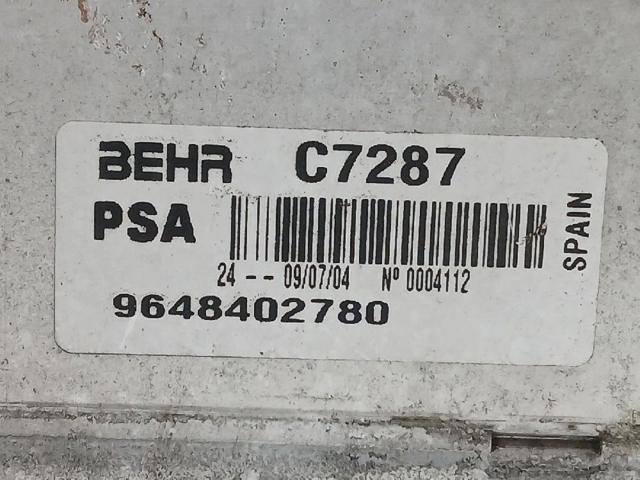 BEHR C7287
PSA
SPAIN
24 -- 09/07/04 Nº 0004112
9648402780